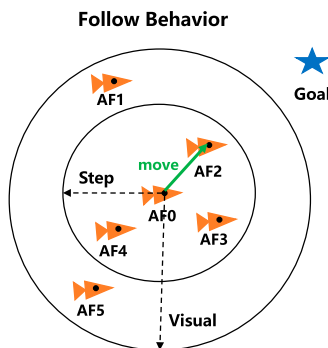 Follow Behavior
AF1
Goal
move
AF2
Step
AF0
AF3
AF4
AF5
Visual